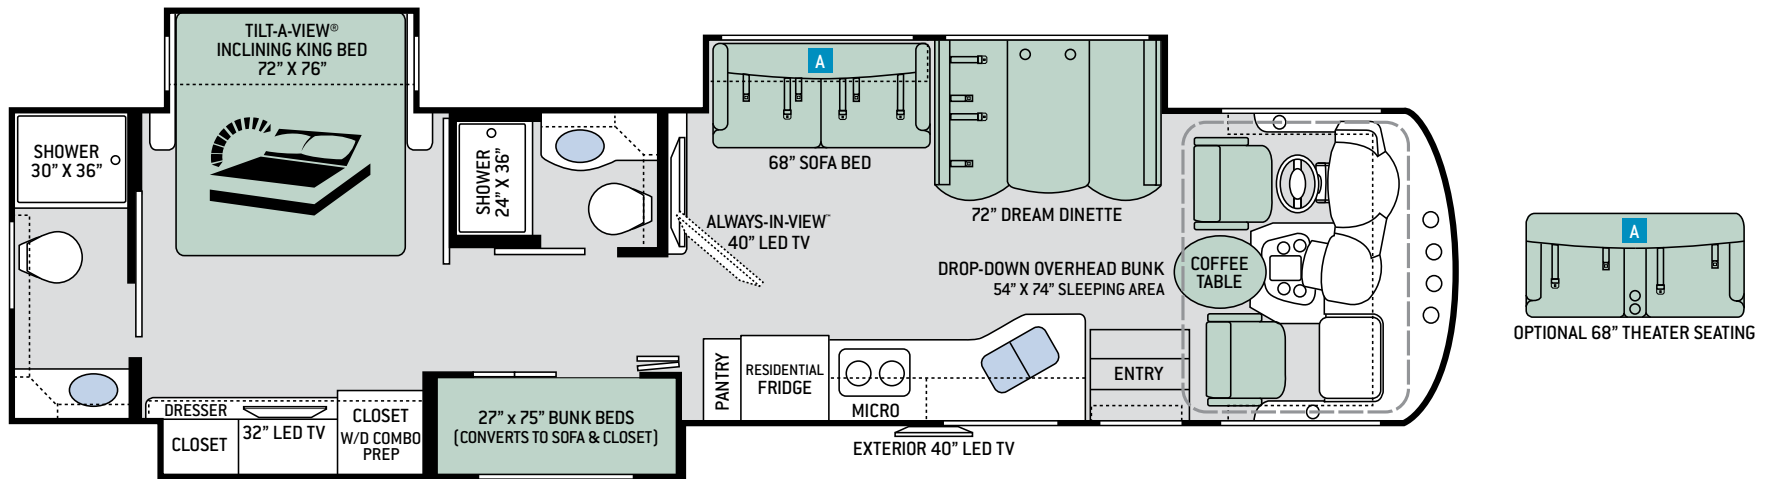 TILT-A-VIEW®
INCLINING KING BED
72” X 76”
SHOWER
30” X 36”
SHOWER
24” X 36”
A
68” SOFA BED
72” DREAM DINETTE
ALWAYS-IN-VIEW™
40” LED TV
DROP-DOWN OVERHEAD BUNK
54” X 74” SLEEPING AREA
COFFEE
TABLE
A
OPTIONAL 68” THEATER SEATING
PANTRY
RESIDENTIAL
FRIDGE
MICRO
ENTRY
EXTERIOR 40” LED TV
DRESSER
CLOSET
32” LED TV
CLOSET
W/D COMBO
PREP
27” x 75” BUNK BEDS
(CONVERTS TO SOFA & CLOSET)